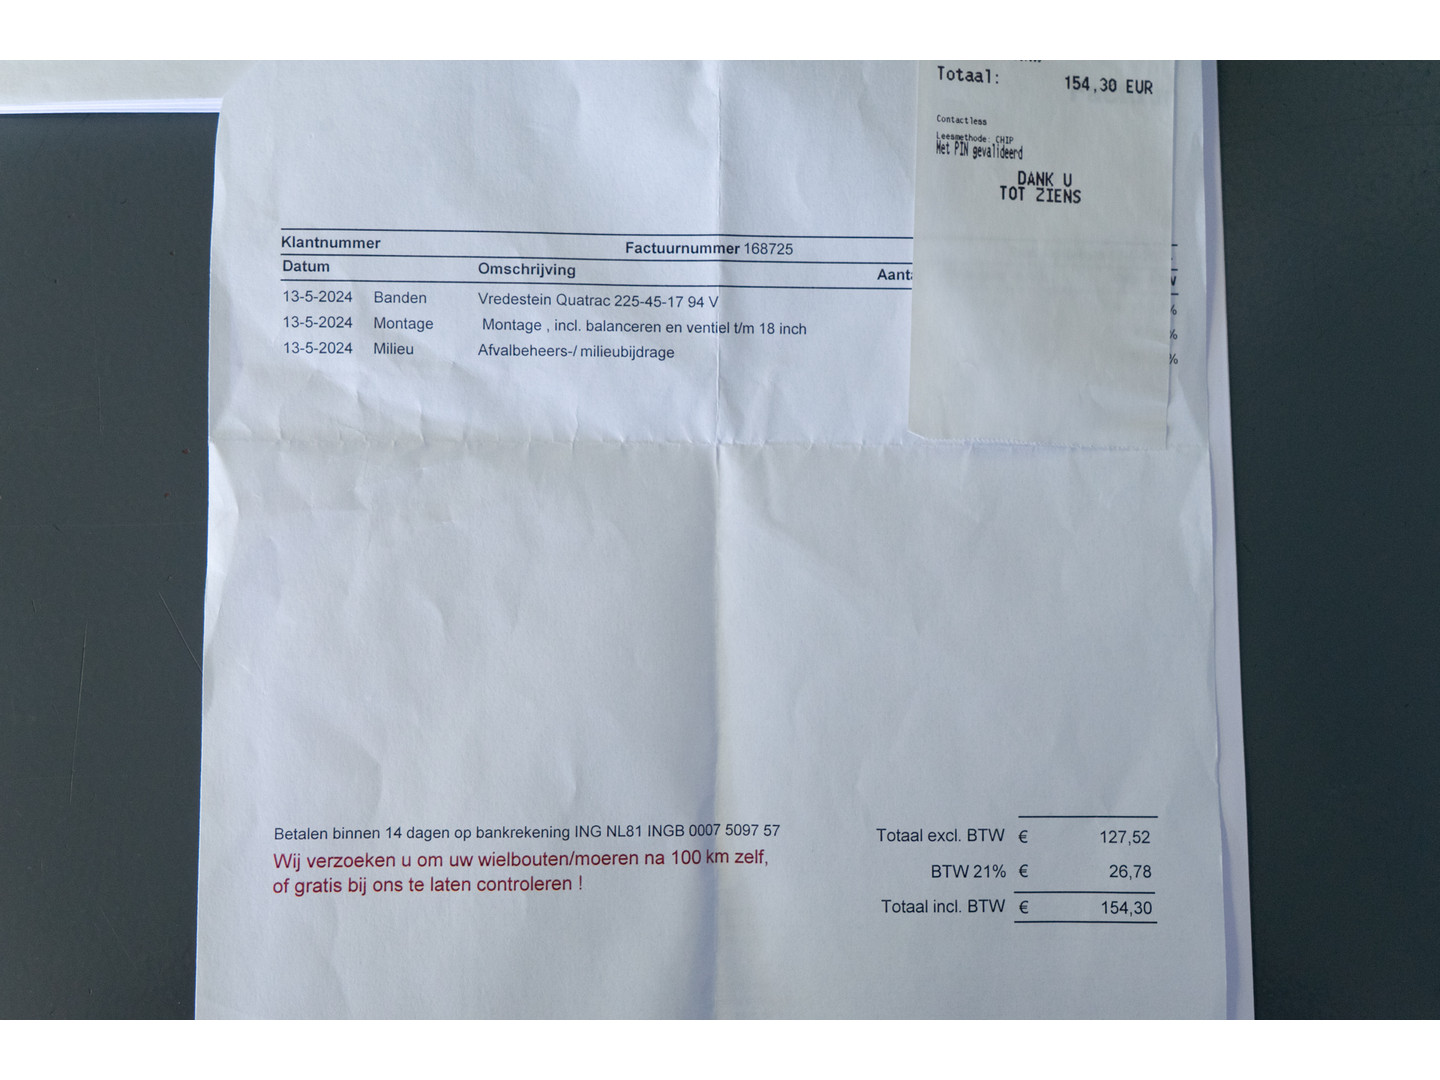 Totaal: 154,30 EUR
Contactless
Leesmethode: CHIP
Met PIN gevalideerd
DANK U
TOT ZIENS
Klantnummer Factuurnummer 168725
Datum Omschrijving
13-5-2024 Banden Vredestein Quatrac 225-45-17 94 V %
13-5-2024 Montage Montage , incl. balanceren en ventiel t/m 18 inch %
13-5-2024 Milieu Afvalbeheers-/ milieubijdrage %
Betalen binnen 14 dagen op bankrekening ING NL81 INGB 0007 5097 57
Wij verzoeken u om uw wielbouten/moeren na 100 km zelf,
of gratis bij ons te laten controleren !
Totaal excl. BTW € 127,52
BTW 21% € 26,78
Totaal incl. BTW € 154,30